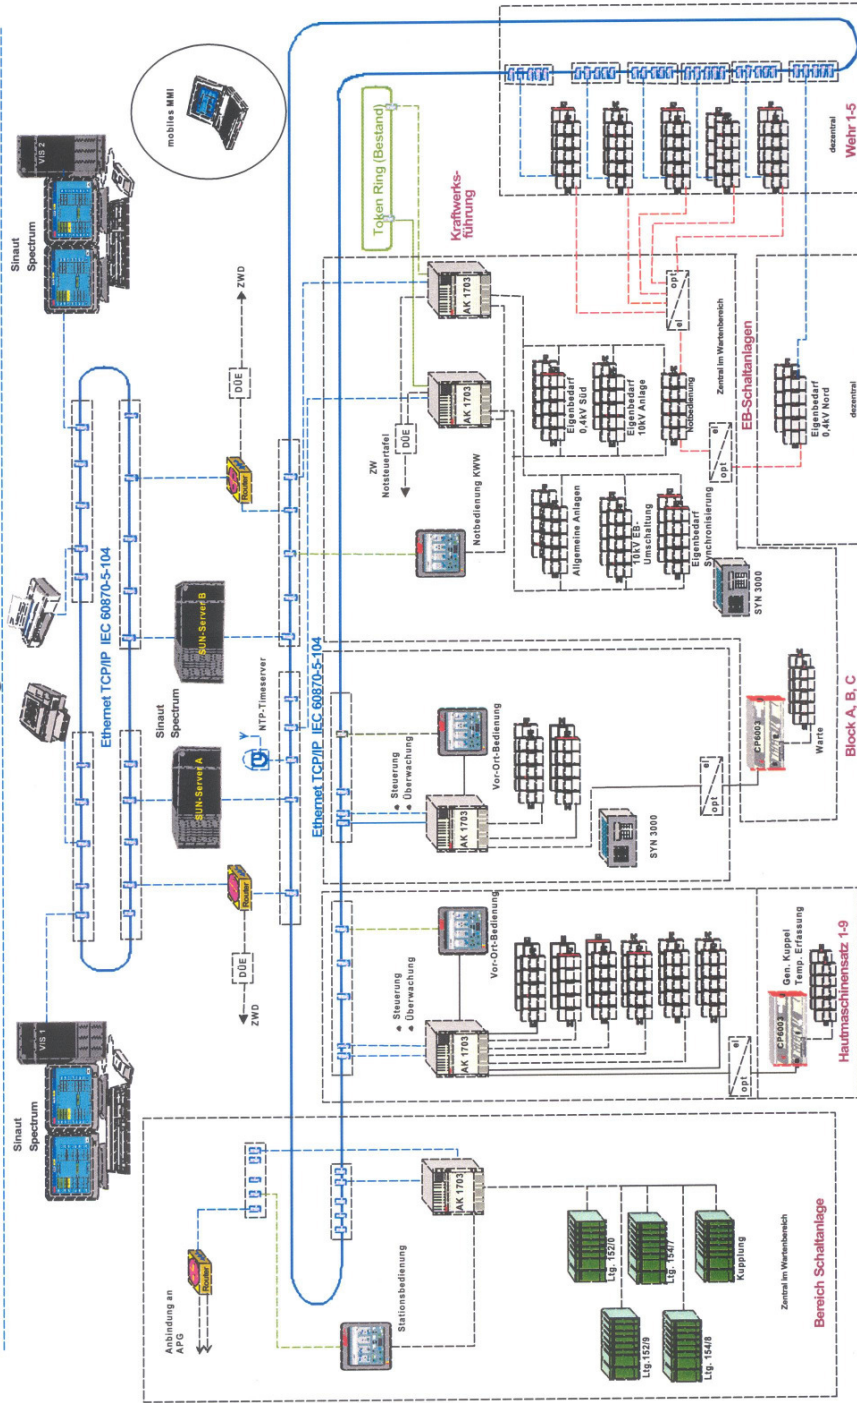 Sinaut
Spectrum
VIS 1
Sinaut
Spectrum
VIS 2
mobiles MMI
Ethernet TCP/IP IEC 60870-5-104
Sinaut
Spectrum
SUN-Server A
SUN-Server B
NTP-Timeserver
Router
DÜE
ZWD
Router
DÜE
ZWD
Ethernet TCP/IP IEC 60870-5-104
Token Ring (Bestand)
Anbindung an
APG
Router
Stationsbedienung
AK 1703
Ltg. 152/9
Ltg. 154/8
Ltg. 152/0
Ltg. 154/7
Kupplung
Zentral im Wartenbereich
Bereich Schaltanlage
Steuerung
Überwachung
Vor-Ort-Bedienung
AK 1703
el
opt
CP6003
Gen. Kuppel
Temp. Erfassung
Hautmaschinensatz 1-9
Steuerung
Überwachung
Vor-Ort-Bedienung
AK 1703
SYN 3000
el
opt
CP6003
Warte
Block A, B, C
Kraftwerks-
führung
AK 1703
AK 1703
DÜE
ZW
Notsteuertafel
Notbedienung KWW
Allgemeine Anlagen
10kV EB-
Umschaltung
Eigenbedarf
Synchronisierung
SYN 3000
Eigenbedarf
0,4kV Süd
Eigenbedarf
10kV Anlage
Notbedienung
Zentral im Wartenbereich
EB-Schaltanlagen
el
opt
el
opt
Eigenbedarf
0,4kV Nord
dezentral
dezentral
Wehr 1-5